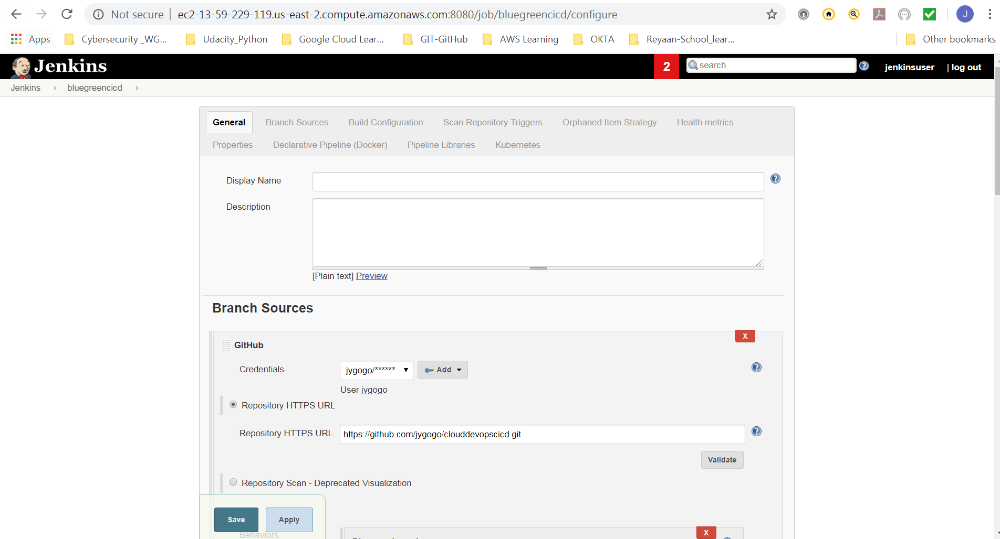 Not secure | ec2-13-59-229-119.us-east-2.compute.amazonaws.com:8080/job/bluegreencicd/configure J
Apps Cybersecurity _WG... Udacity_Python Google Cloud Lear... GIT-GitHub AWS Learning OKTA Reyaan-School_lear... Other bookmarks
Jenkins 2 search jenkinsuser | log out
Jenkins bluegreencicd
General Branch Sources Build Configuration Scan Repository Triggers Orphaned Item Strategy Health metrics
Properties Declarative Pipeline (Docker) Pipeline Libraries Kubernetes
Display Name
Description
[Plain text] Preview
Branch Sources
X
GitHub
Credentials jygogo/****** Add
User jygogo
Repository HTTPS URL
Repository HTTPS URL https://github.com/jygogo/clouddevopscicd.git
Validate
Repository Scan - Deprecated Visualization
Save Apply
X
Behaviors